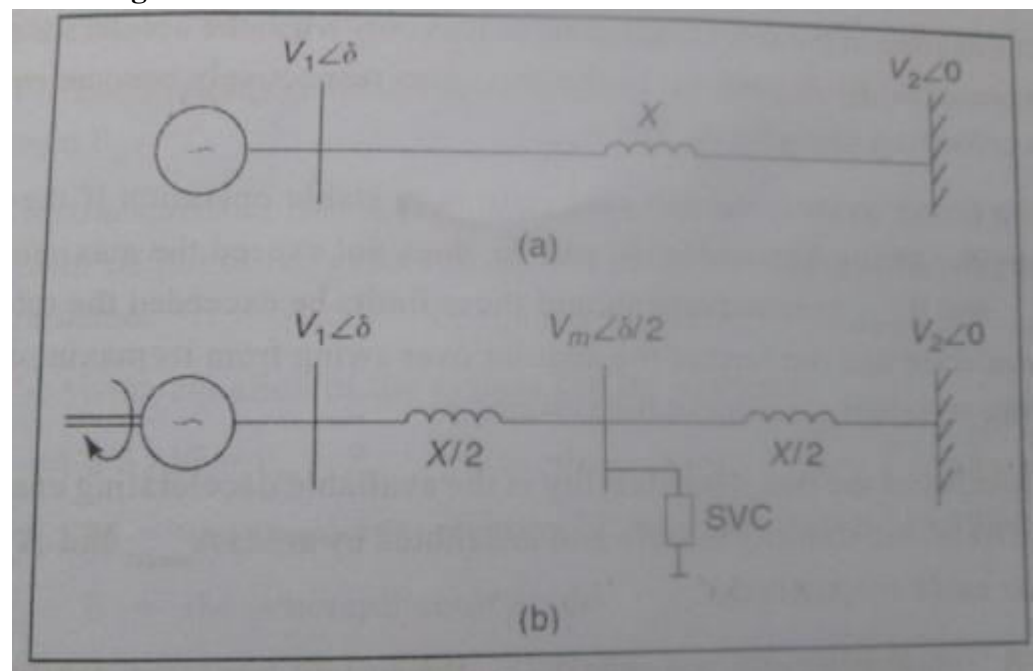 V₁∠δ
V₂∠0
X
(a)
V₁∠δ
Vₘ∠δ/2
V₂∠0
X/2
X/2
SVC
(b)